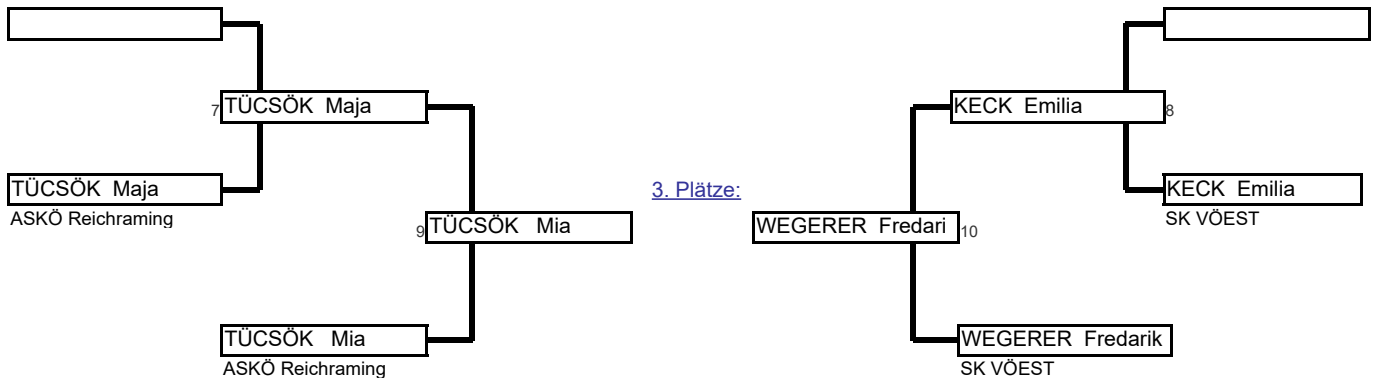 7 TÜCSÖK Maja
KECK Emilia 8
TÜCSÖK Maja
ASKÖ Reichraming
3. Plätze:
KECK Emilia
SK VÖEST
9 TÜCSÖK Mia
WEGERER Fredari 10
TÜCSÖK Mia
ASKÖ Reichraming
WEGERER Fredarik
SK VÖEST